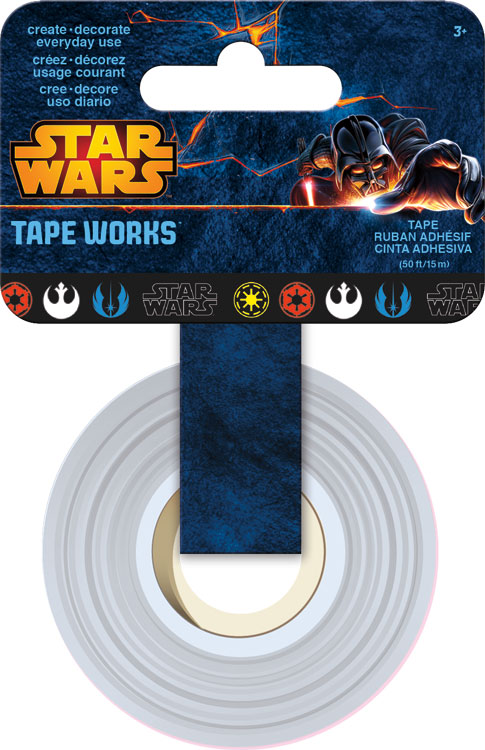 create • decorate
everyday use
créez • décorez
usage courant
cree • decore
uso diario
3+
STAR
WARS
TAPE WORKS
TAPE
RUBAN ADHÉSIF
CINTA ADHESIVA
(50 ft/15 m)
STAR
WARS
STAR
WARS